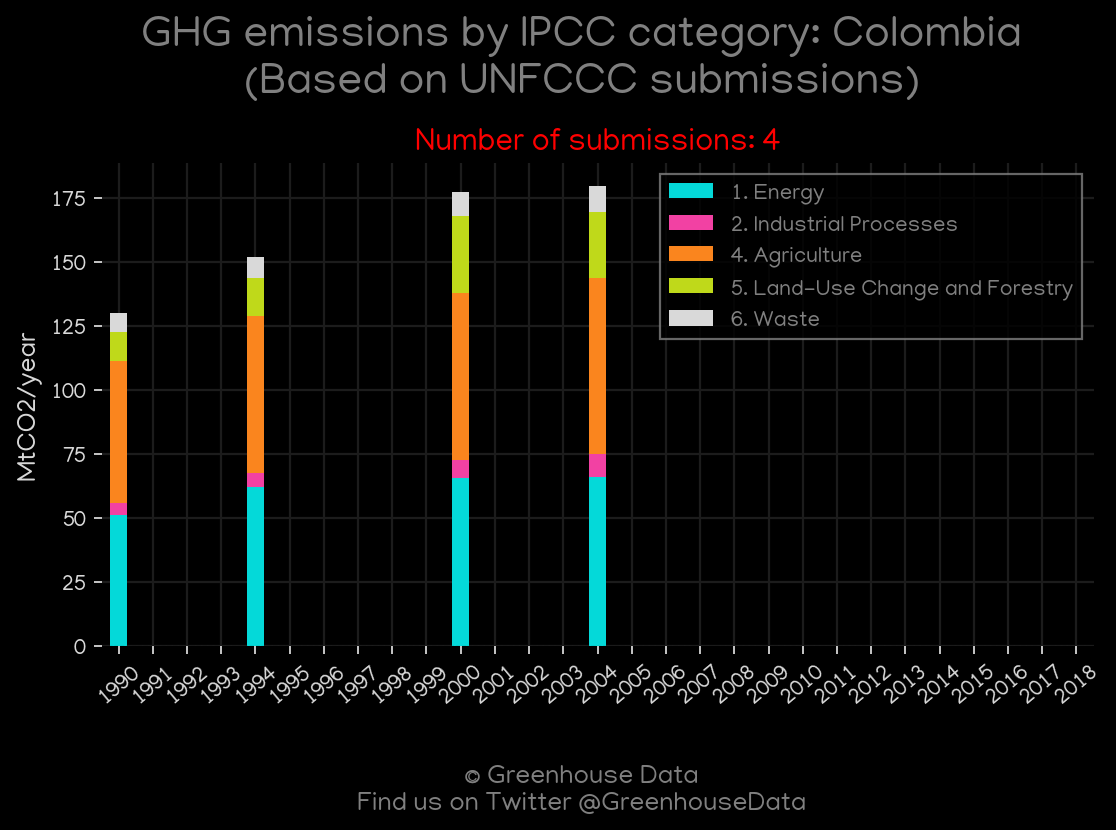 GHG emissions by IPCC category: Colombia
(Based on UNFCCC submissions)
Number of submissions: 4
1. Energy
2. Industrial Processes
4. Agriculture
5. Land-Use Change and Forestry
6. Waste
MtCO2/year
175
150
125
100
75
50
25
0
1990 1991 1992 1993 1994 1995 1996 1997 1998 1999 2000 2001 2002 2003 2004 2005 2006 2007 2008 2009 2010 2011 2012 2013 2014 2015 2016 2017 2018
© Greenhouse Data
Find us on Twitter @GreenhouseData